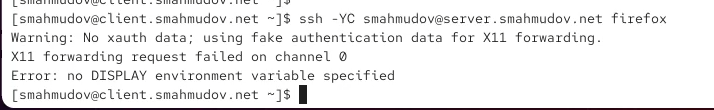 [smahmudov@client.smahmudov.net ~]$
[smahmudov@client.smahmudov.net ~]$ ssh -YC smahmudov@server.smahmudov.net firefox
Warning: No xauth data; using fake authentication data for X11 forwarding.
X11 forwarding request failed on channel 0
Error: no DISPLAY environment variable specified
[smahmudov@client.smahmudov.net ~]$